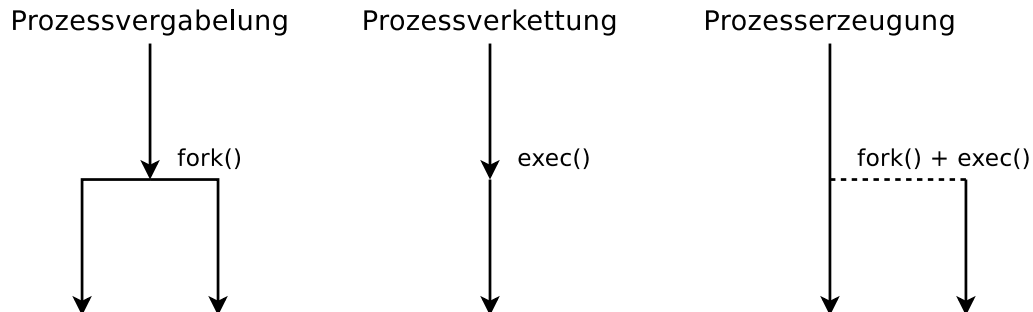 Prozessvergabelung
Prozessverkettung
Prozesserzeugung
fork()
exec()
fork() + exec()